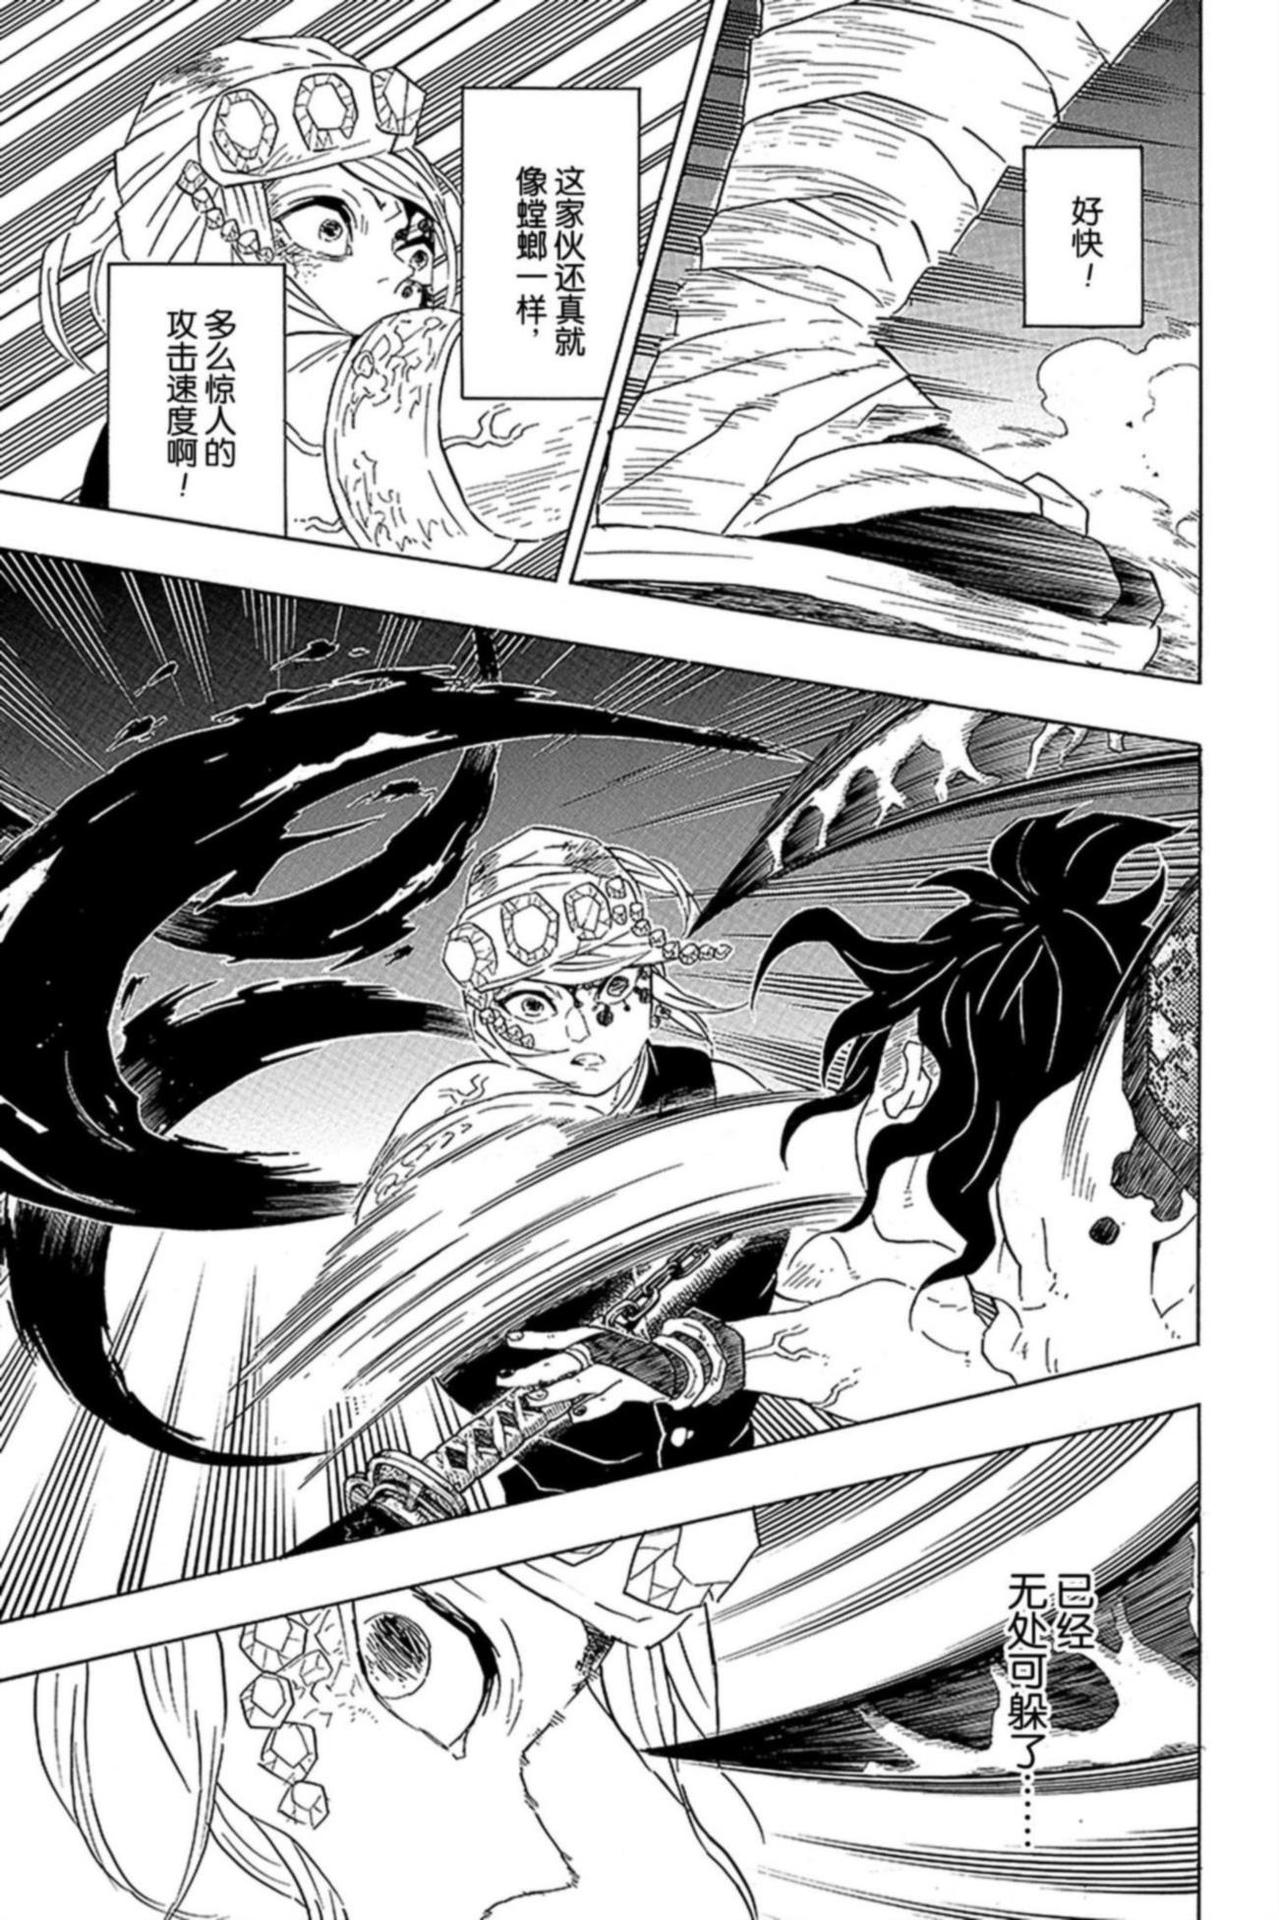 好快！
这家伙还真就
像螳螂一样，
多么惊人的
攻击速度啊！
已经
无处可躲了……